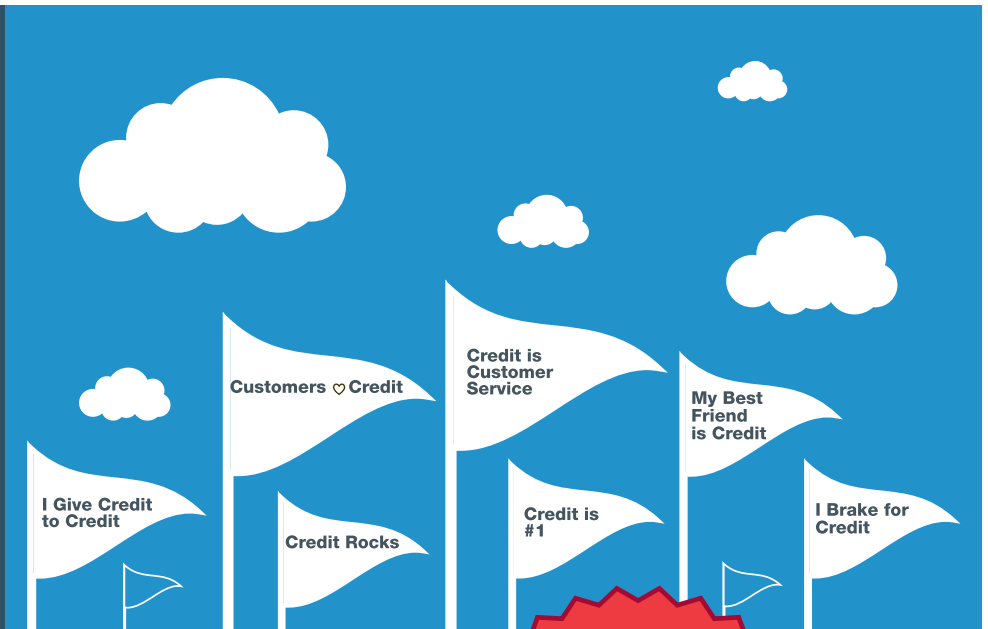 Customers ♡ Credit
Credit is
Customer
Service
My Best
Friend
is Credit
I Give Credit
to Credit
Credit Rocks
Credit is
#1
I Brake for
Credit